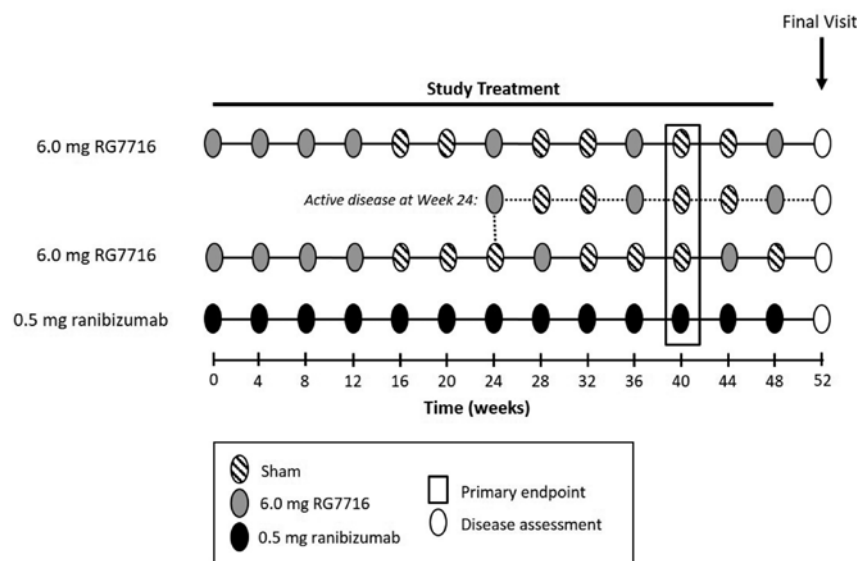 Final Visit
Study Treatment
6.0 mg RG7716
Active disease at Week 24:
6.0 mg RG7716
0.5 mg ranibizumab
0 4 8 12 16 20 24 28 32 36 40 44 48 52
Time (weeks)
Sham
6.0 mg RG7716
0.5 mg ranibizumab
Primary endpoint
Disease assessment